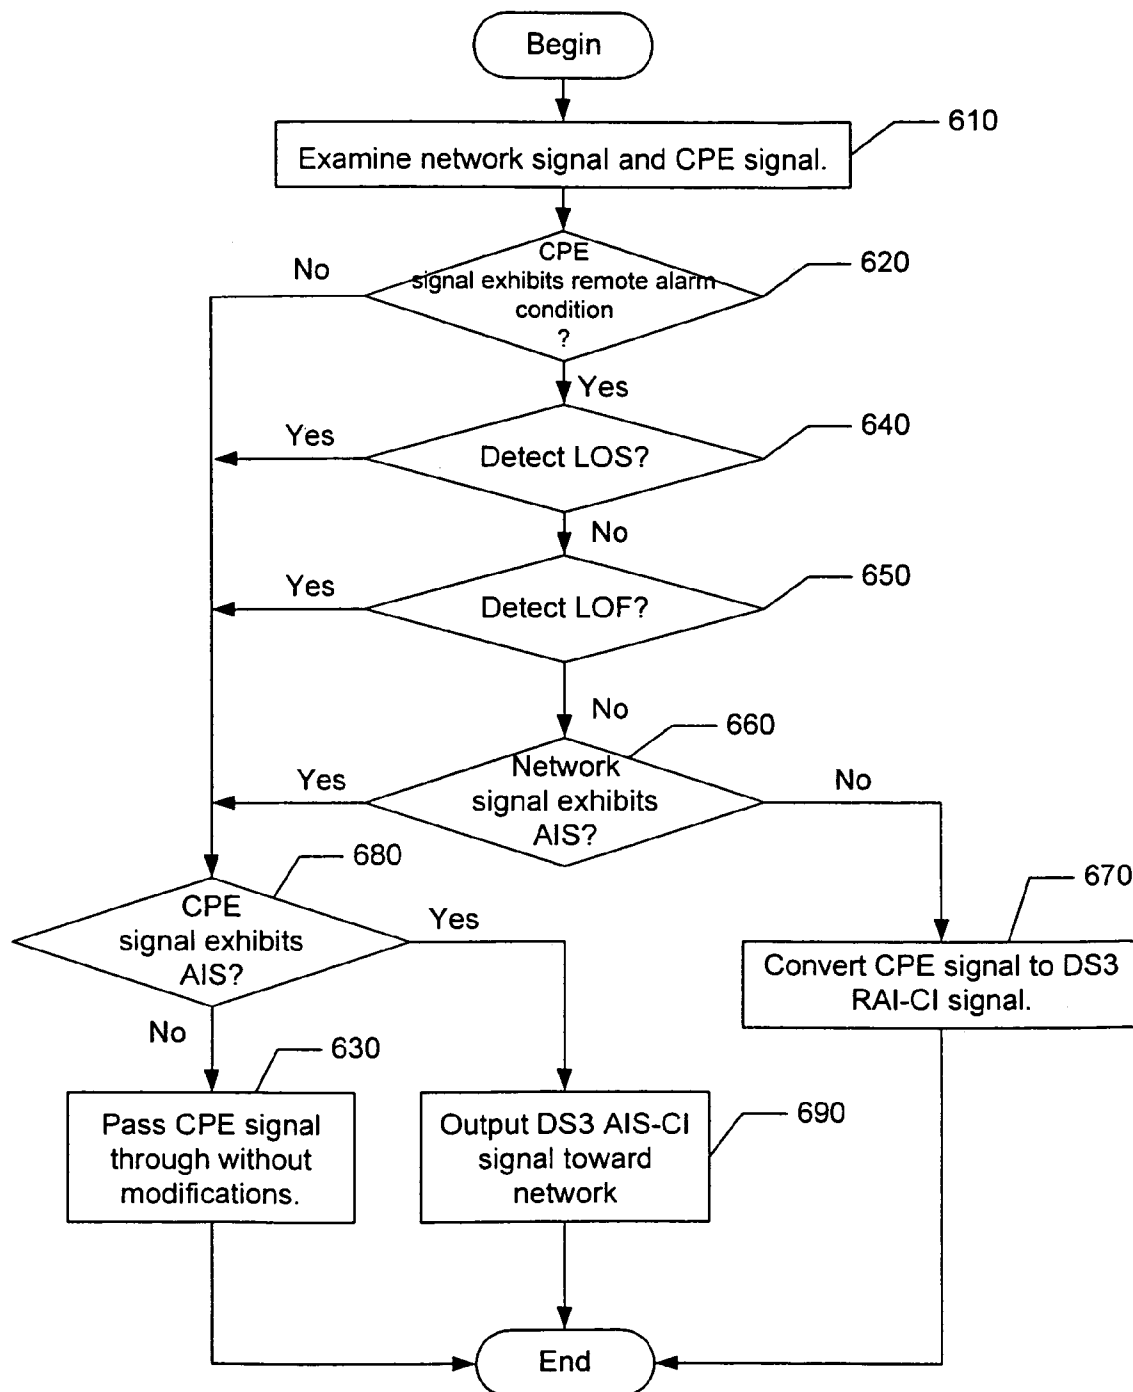 Begin
610
Examine network signal and CPE signal.
620
No
CPE
signal exhibits remote alarm
condition
?
Yes
640
Yes
Detect LOS?
No
650
Yes
Detect LOF?
No
660
Yes
Network
signal exhibits
AIS?
No
680
670
CPE
signal exhibits
AIS?
Yes
Convert CPE signal to DS3
RAI-CI signal.
No
630
Pass CPE signal
through without
modifications.
690
Output DS3 AIS-CI
signal toward
network
End